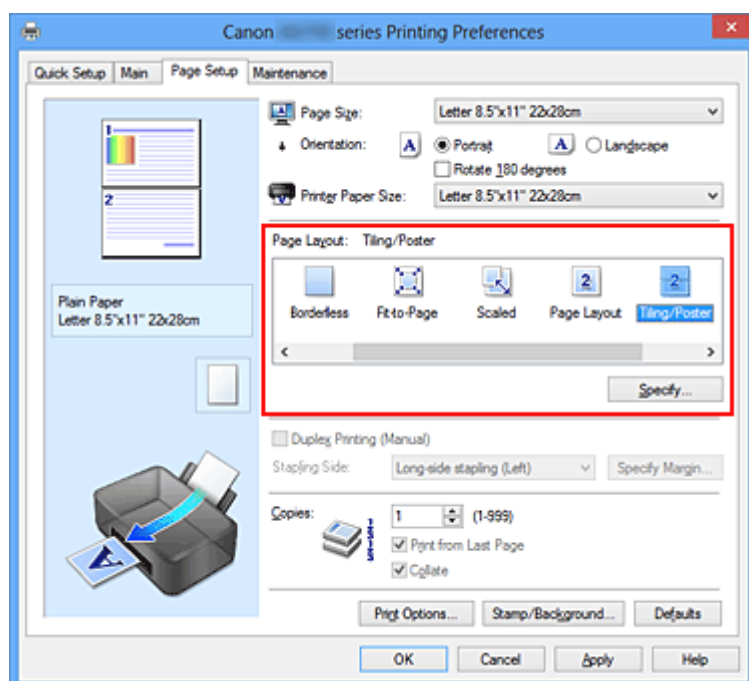 Canon series Printing Preferences
Quick Setup Main Page Setup Maintenance
1
2
Plain Paper
Letter 8.5"x11" 22x28cm
A
Page Size: Letter 8.5"x11" 22x28cm
Orientation: A Portrait A Landscape
Rotate 180 degrees
Printer Paper Size: Letter 8.5"x11" 22x28cm
Page Layout: Tiling/Poster
2 2
Borderless Fit-to-Page Scaled Page Layout Tiling/Poster
Specify...
Duplex Printing (Manual)
Stapling Side: Long-side stapling (Left) Specify Margin...
Copies: 1 (1-999)
Print from Last Page
Collate
Print Options... Stamp/Background... Defaults
OK Cancel Apply Help